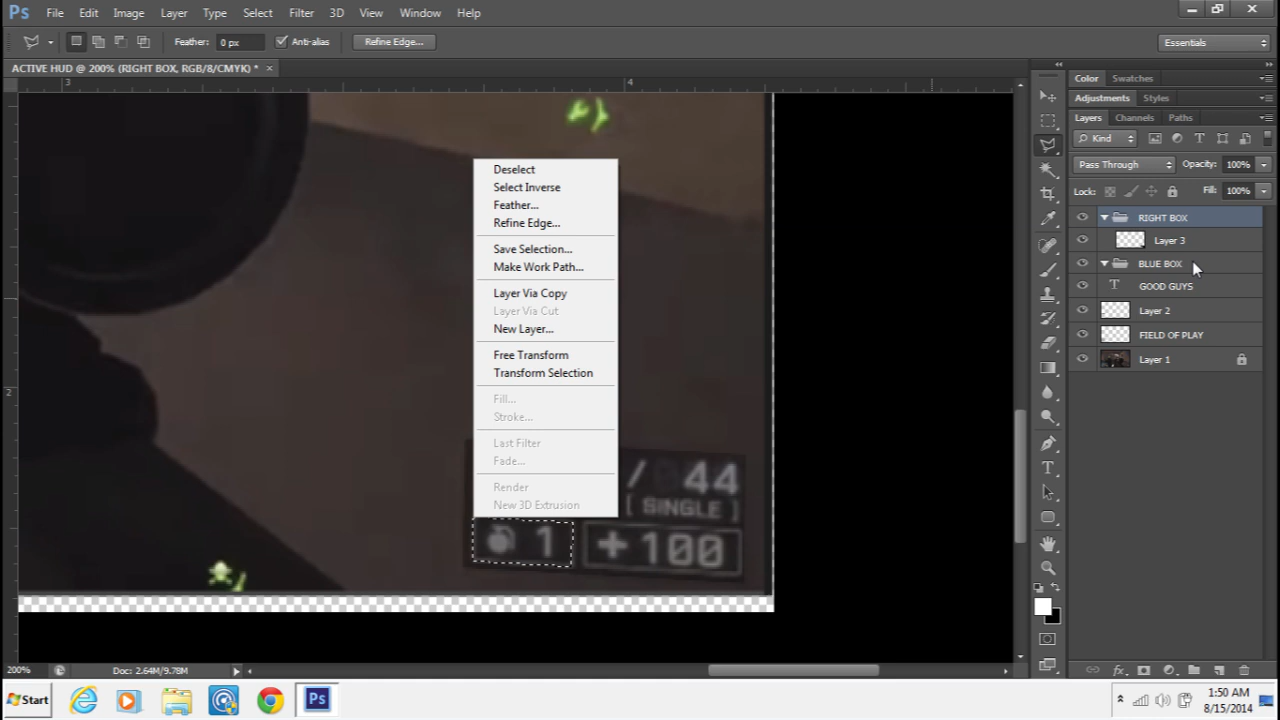 Ps File Edit Image Layer Type Select Filter 3D View Window Help
Feather: 0 px Anti-alias Refine Edge... Essentials
ACTIVE HUD @ 200% (RIGHT BOX, RGB/8/CMYK) * ×
3 4
2
Deselect
Select Inverse
Feather...
Refine Edge...
Save Selection...
Make Work Path...
Layer Via Copy
Layer Via Cut
New Layer...
Free Transform
Transform Selection
Fill...
Stroke...
Last Filter
Fade...
Render
New 3D Extrusion
/ 044
[ SINGLE ]
1 +100
Color Swatches
Adjustments Styles
Layers Channels Paths
Kind
Pass Through Opacity: 100%
Lock: Fill: 100%
RIGHT BOX
Layer 3
BLUE BOX
T GOOD GUYS
Layer 2
FIELD OF PLAY
Layer 1
200% Doc: 2.64M/9.78M
Start Ps 1:50 AM
8/15/2014